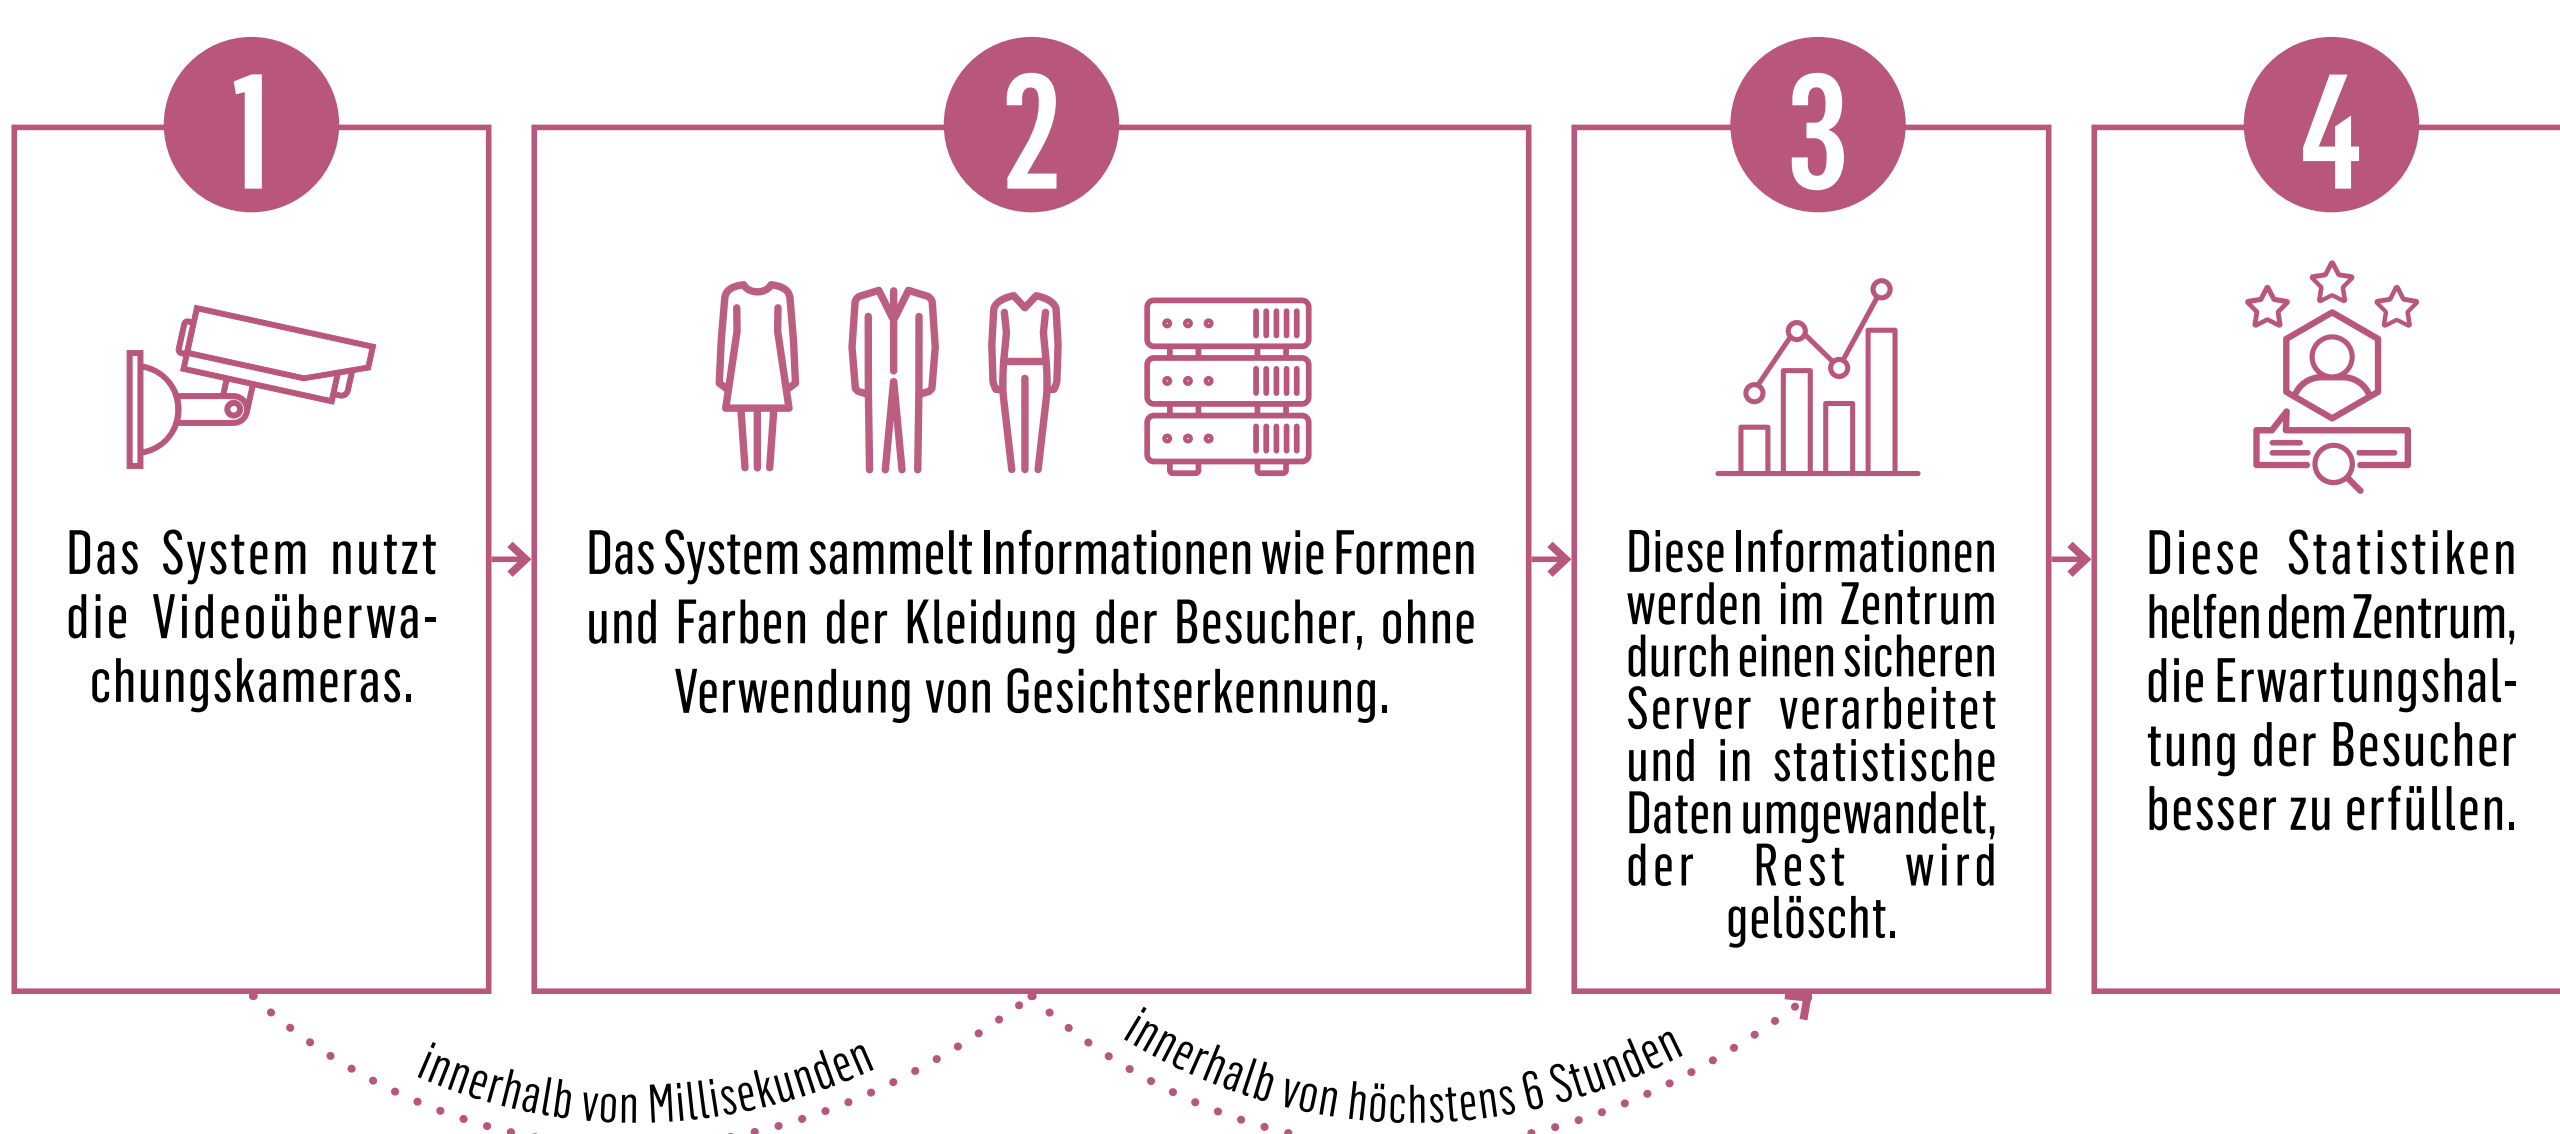 1
Das System nutzt
die Videoüberwa-
chungskameras.
2
Das System sammelt Informationen wie Formen
und Farben der Kleidung der Besucher, ohne
Verwendung von Gesichtserkennung.
3
Diese Informationen
werden im Zentrum
durch einen sicheren
Server verarbeitet
und in statistische
Daten umgewandelt,
der Rest wird
gelöscht.
4
Diese Statistiken
helfen dem Zentrum,
die Erwartungshal-
tung der Besucher
besser zu erfüllen.
innerhalb von Millisekunden
innerhalb von höchstens 6 Stunden